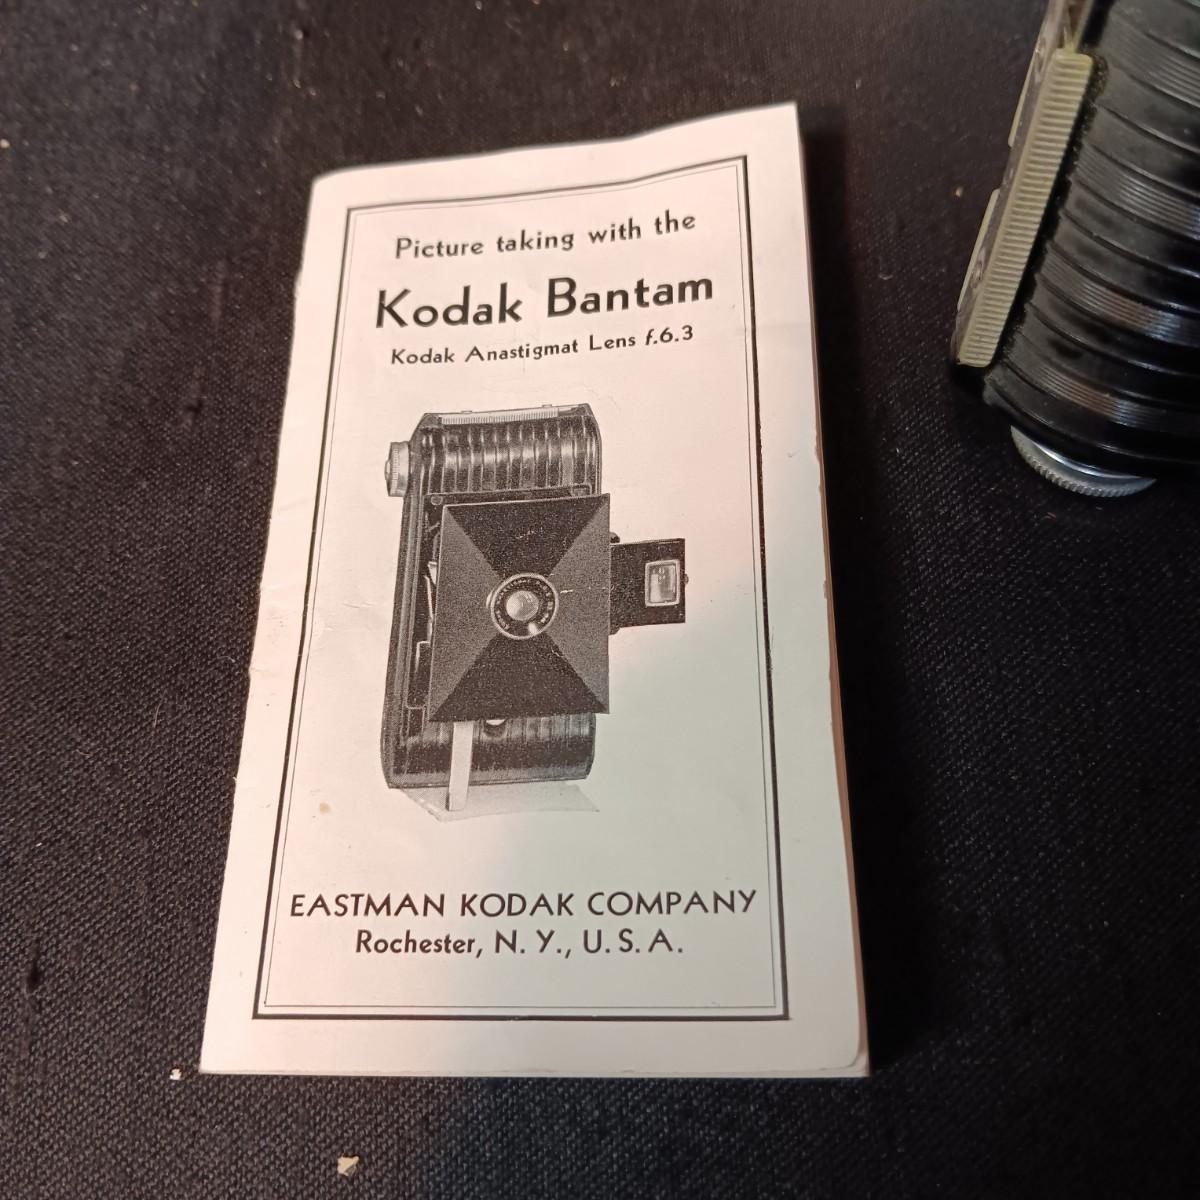 Picture taking with the
Kodak Bantam
Kodak Anastigmat Lens f.6.3
EASTMAN KODAK COMPANY
Rochester, N. Y., U. S. A.